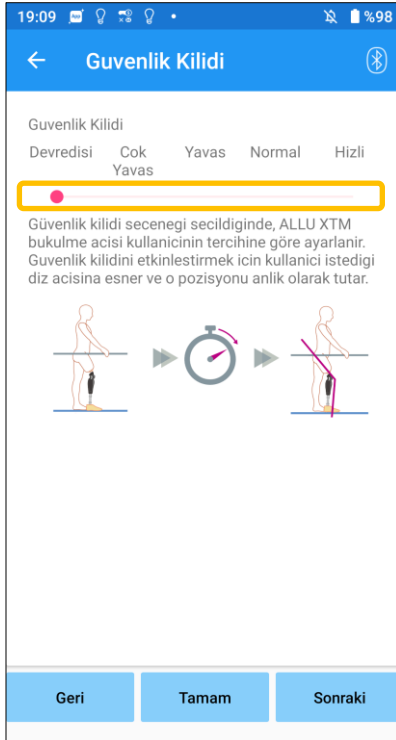 19:09 %98
Guvenlik Kilidi
Guvenlik Kilidi
Devredisi Cok Yavas Yavas Normal Hizli
Güvenlik kilidi secenegi secildiginde, ALLU XTM
bukulme acisi kullanicinin tercihine göre ayarlanir.
Guvenlik kilidini etkinlestirmek icin kullanici istedigi
diz acisina esner ve o pozisyonu anlik olarak tutar.
Geri Tamam Sonraki